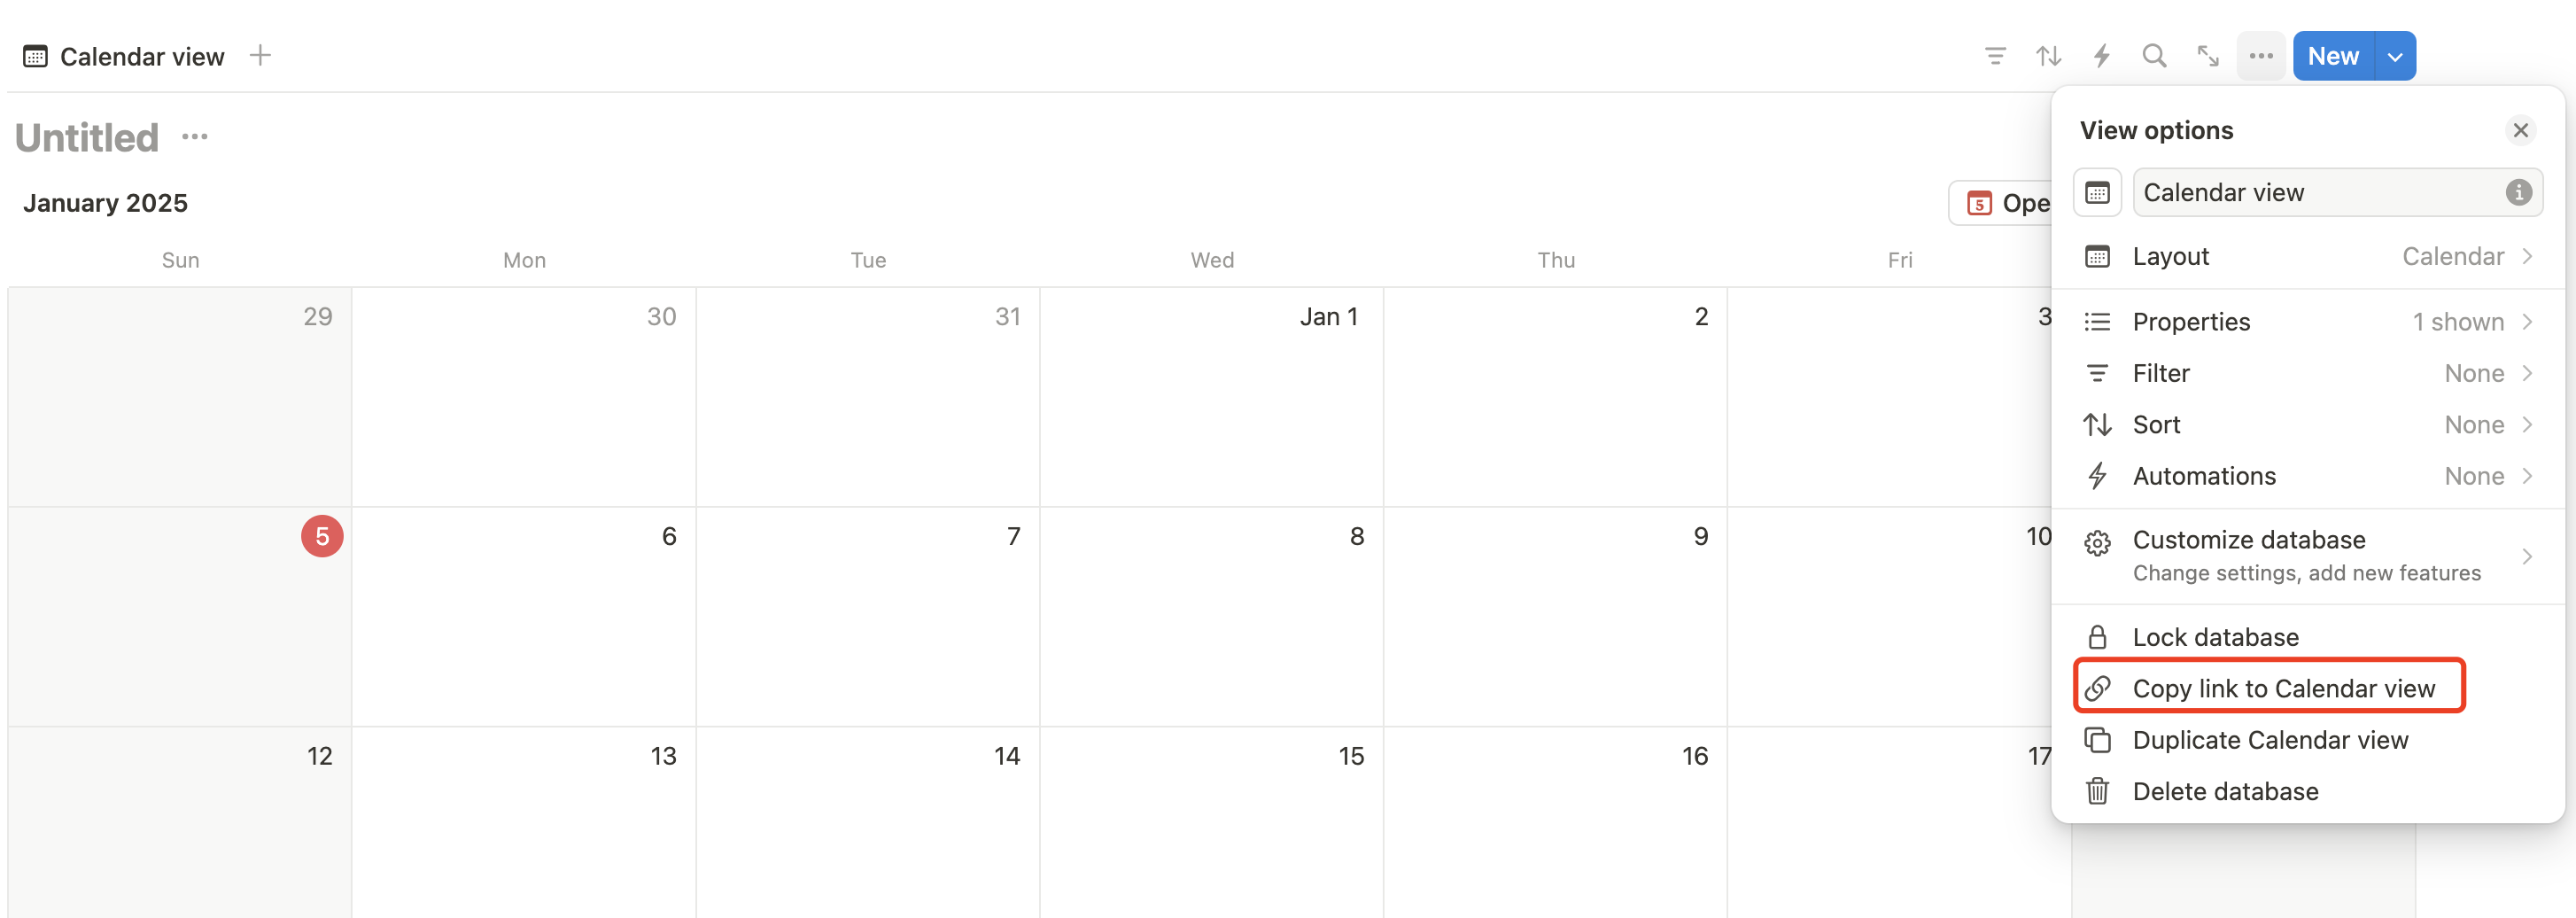 Calendar view
New
Untitled
January 2025
5 Ope
Sun Mon Tue Wed Thu Fri
29 30 31 Jan 1 2 3
5 6 7 8 9 10
12 13 14 15 16 17
View options
Calendar view
Layout Calendar
Properties 1 shown
Filter None
Sort None
Automations None
Customize database
Change settings, add new features
Lock database
Copy link to Calendar view
Duplicate Calendar view
Delete database